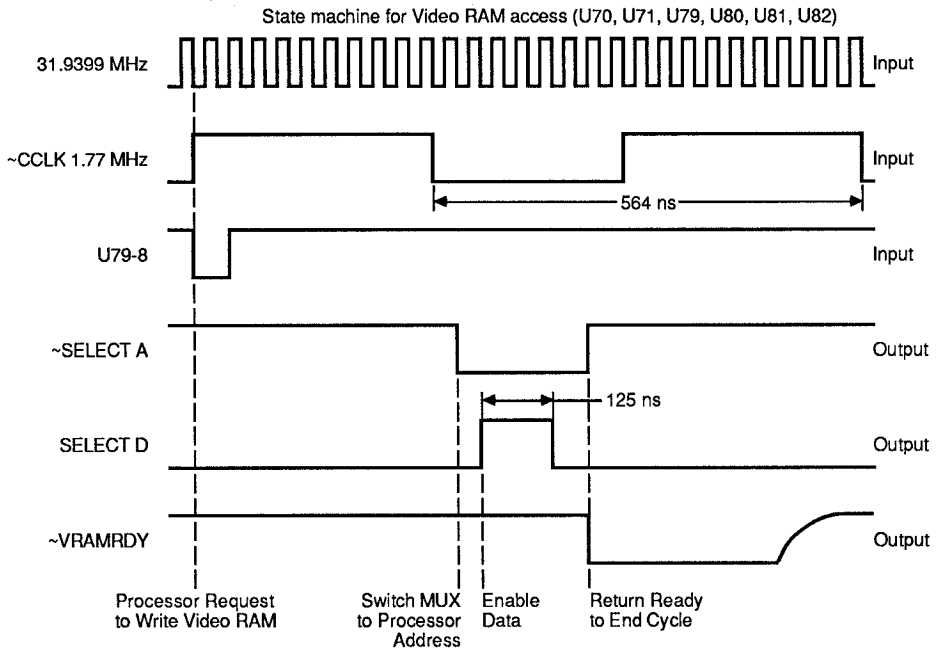 State machine for Video RAM access (U70, U71, U79, U80, U81, U82)
31.9399 MHz
Input
~CCLK 1.77 MHz
Input
564 ns
U79-8
Input
~SELECT A
Output
125 ns
SELECT D
Output
~VRAMRDY
Output
Processor Request
to Write Video RAM
Switch MUX
to Processor
Address
Enable
Data
Return Ready
to End Cycle